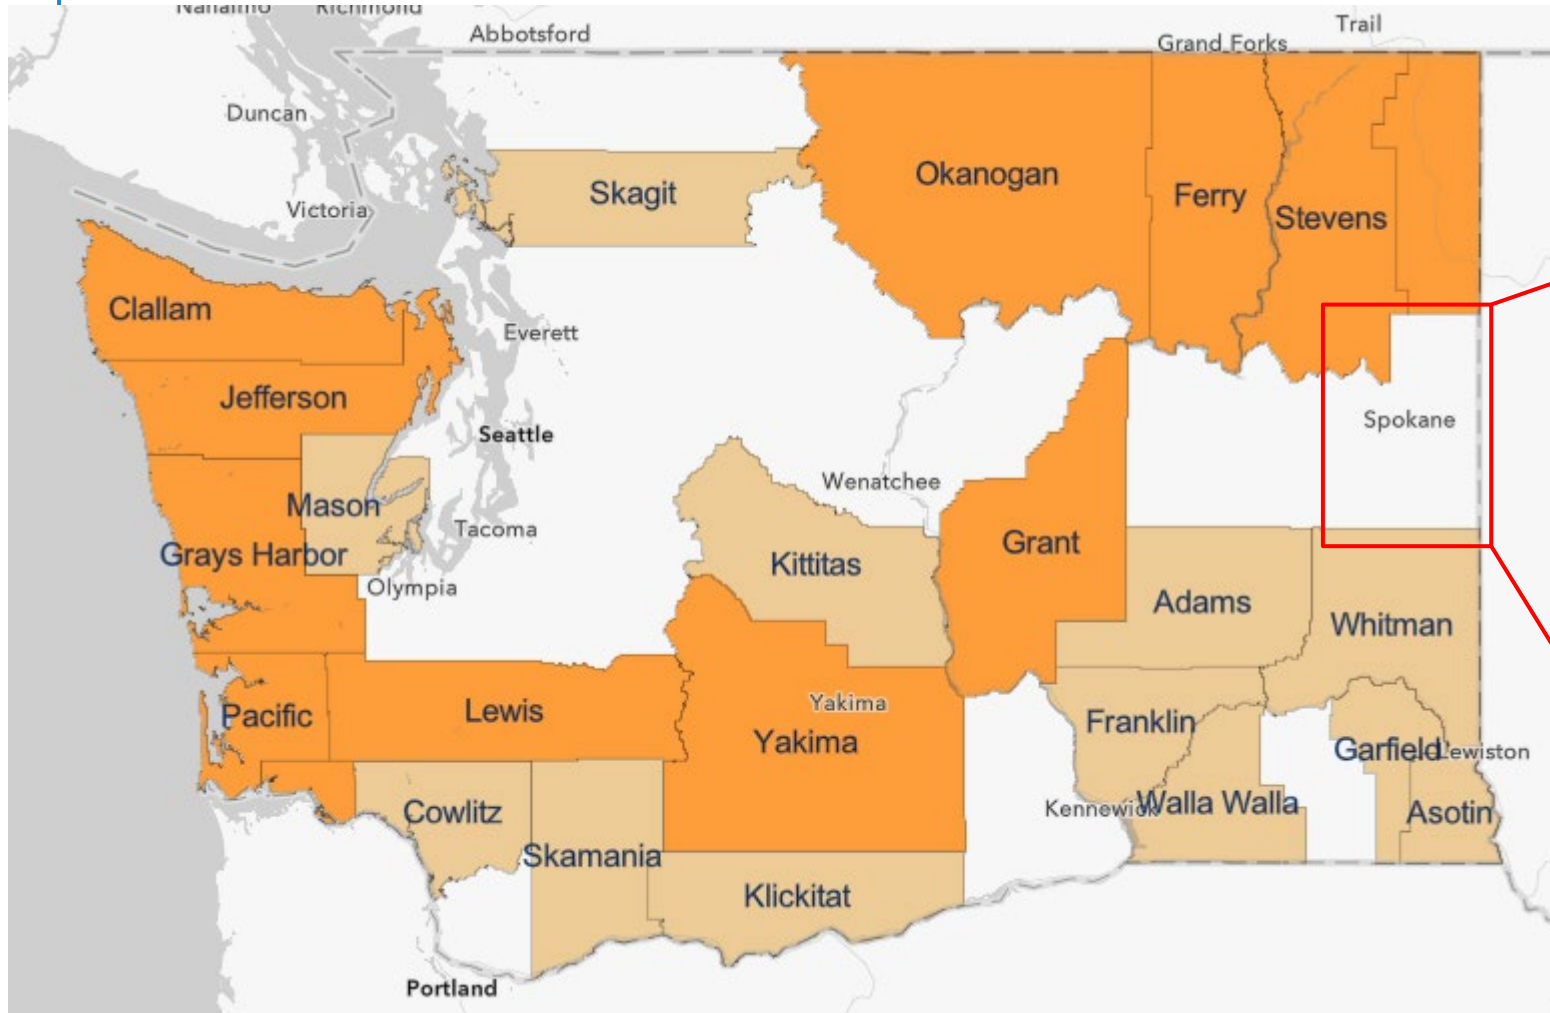 Nanaimo
Richmond
Abbotsford
Trail
Grand Forks
Duncan
Skagit
Okanogan
Ferry
Stevens
Victoria
Clallam
Everett
Jefferson
Seattle
Spokane
Wenatchee
Mason
Tacoma
Grays Harbor
Grant
Kittitas
Olympia
Adams
Whitman
Pacific
Lewis
Yakima
Yakima
Franklin
Garfield
Lewiston
Cowlitz
Kennewick
Walla Walla
Asotin
Skamania
Klickitat
Portland